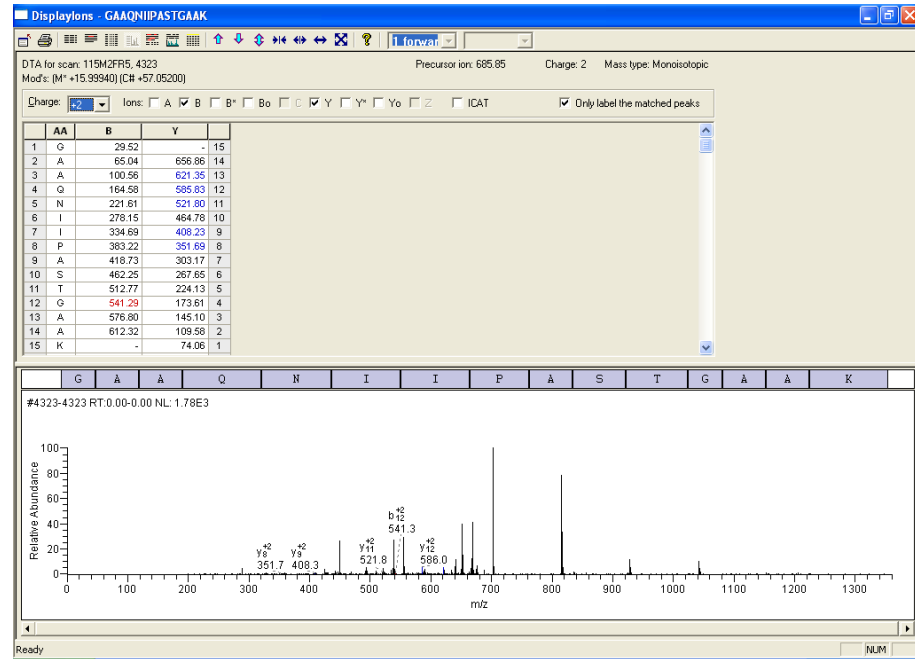 DisplayIons - GAAQNIIPASTGAAK
1 forwar
DTA for scan: 115M2FR5, 4323 Precursor ion: 685.85 Charge: 2 Mass type: Monoisotopic
Mod's: (M* +15.99940) (C# +57.05200)
Charge: +2 Ions: A B B* Bo C Y Y* Yo Z ICAT Only label the matched peaks
AA B Y
1 G 29.52 - 15
2 A 65.04 656.86 14
3 A 100.56 621.35 13
4 Q 164.58 585.83 12
5 N 221.61 521.80 11
6 I 278.15 464.78 10
7 I 334.69 408.23 9
8 P 383.22 351.69 8
9 A 418.73 303.17 7
10 S 462.25 267.65 6
11 T 512.77 224.13 5
12 G 541.29 173.61 4
13 A 576.80 145.10 3
14 A 612.32 109.58 2
15 K - 74.06 1
G A A Q N I I P A S T G A A K
#4323-4323 RT:0.00-0.00 NL: 1.78E3
Relative Abundance
100
80
60
40
20
0
b12+2
541.3
y8+2
351.7
y9+2
408.3
y11+2
521.8
y12+2
586.0
0 100 200 300 400 500 600 700 800 900 1000 1100 1200 1300
m/z
Ready NUM